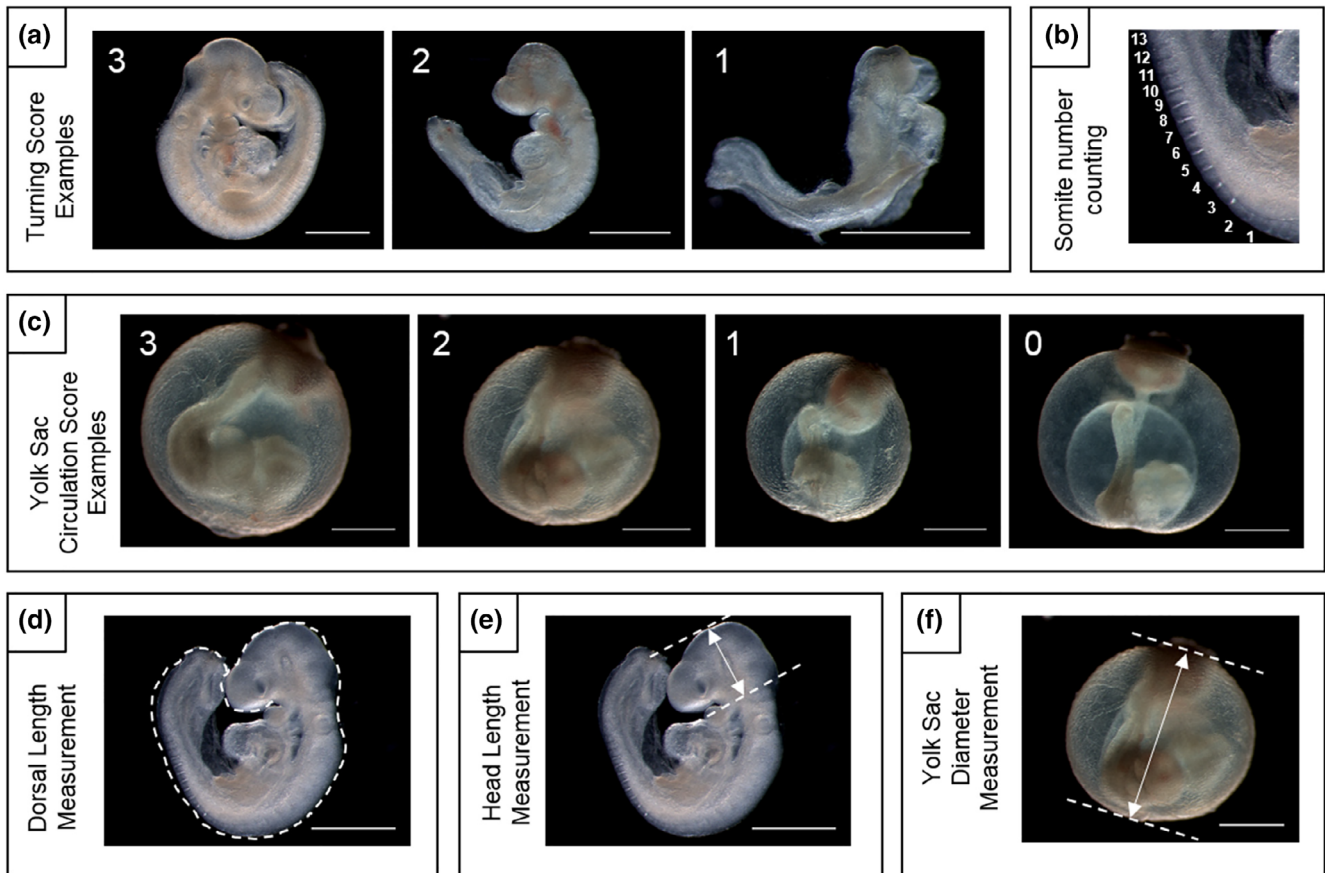 (a)
Turning Score
Examples
3
2
1
(b)
Somite number
counting
13
12
11
10
9
8
7
6
5
4
3
2
1
(c)
Yolk Sac
Circulation Score
Examples
3
2
1
0
(d)
Dorsal Length
Measurement
(e)
Head Length
Measurement
(f)
Yolk Sac
Diameter
Measurement